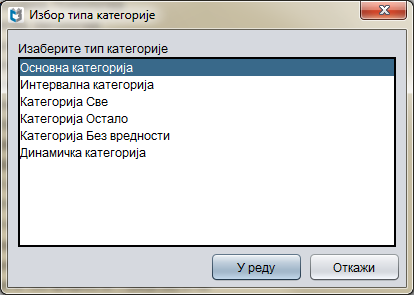 Избор типа категорије
Изаберите тип категорије
Основна категорија
Интервална категорија
Категорија Све
Категорија Остало
Категорија Без вредности
Динамичка категорија
У реду
Откажи